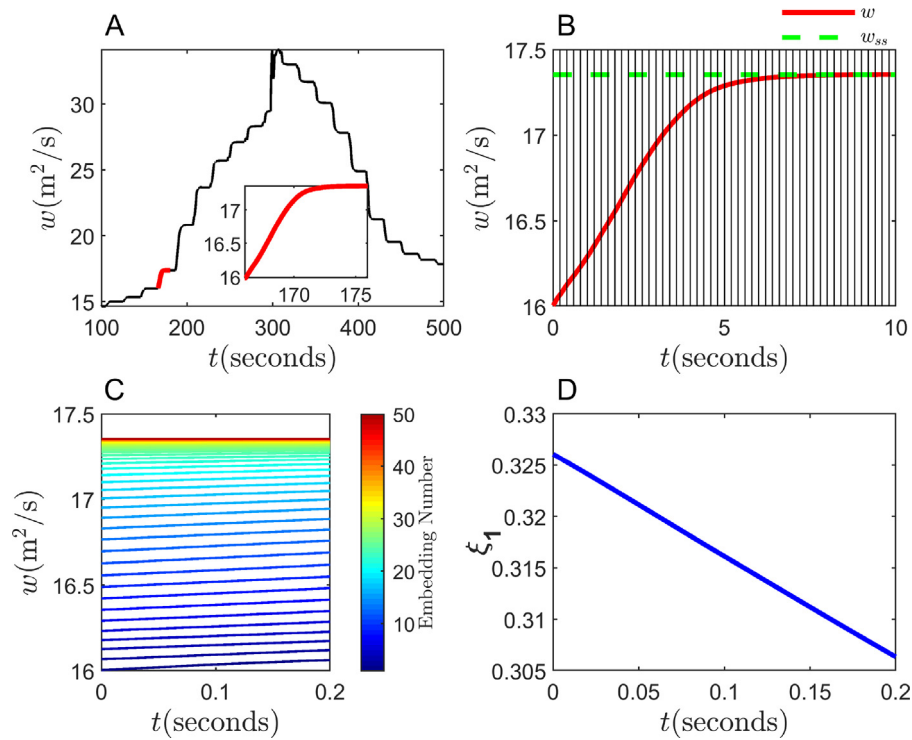 A
w(m²/s)
30
25
20
15
100
200
300
400
500
t(seconds)
17
16.5
16
170
175
B
w
w_ss
w(m²/s)
17.5
17
16.5
16
0
5
10
t(seconds)
C
w(m²/s)
17.5
17
16.5
16
0
0.1
0.2
t(seconds)
50
40
30
20
10
Embedding Number
D
ξ₁
0.33
0.325
0.32
0.315
0.31
0.305
0
0.05
0.1
0.15
0.2
t(seconds)